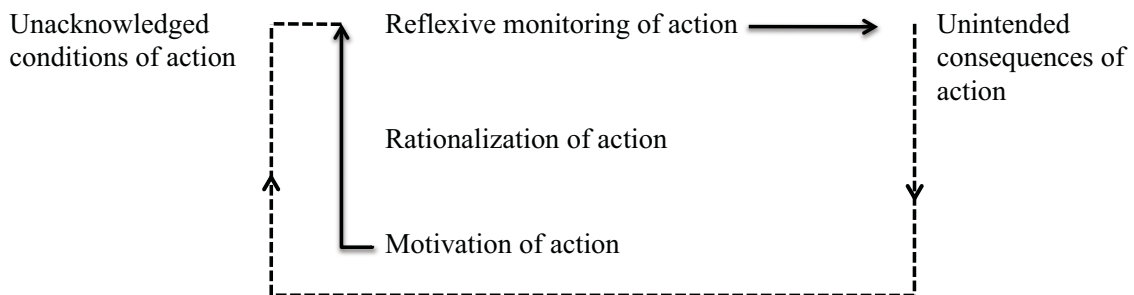 Unacknowledged
conditions of action
Reflexive monitoring of action
Rationalization of action
Motivation of action
Unintended
consequences of
action